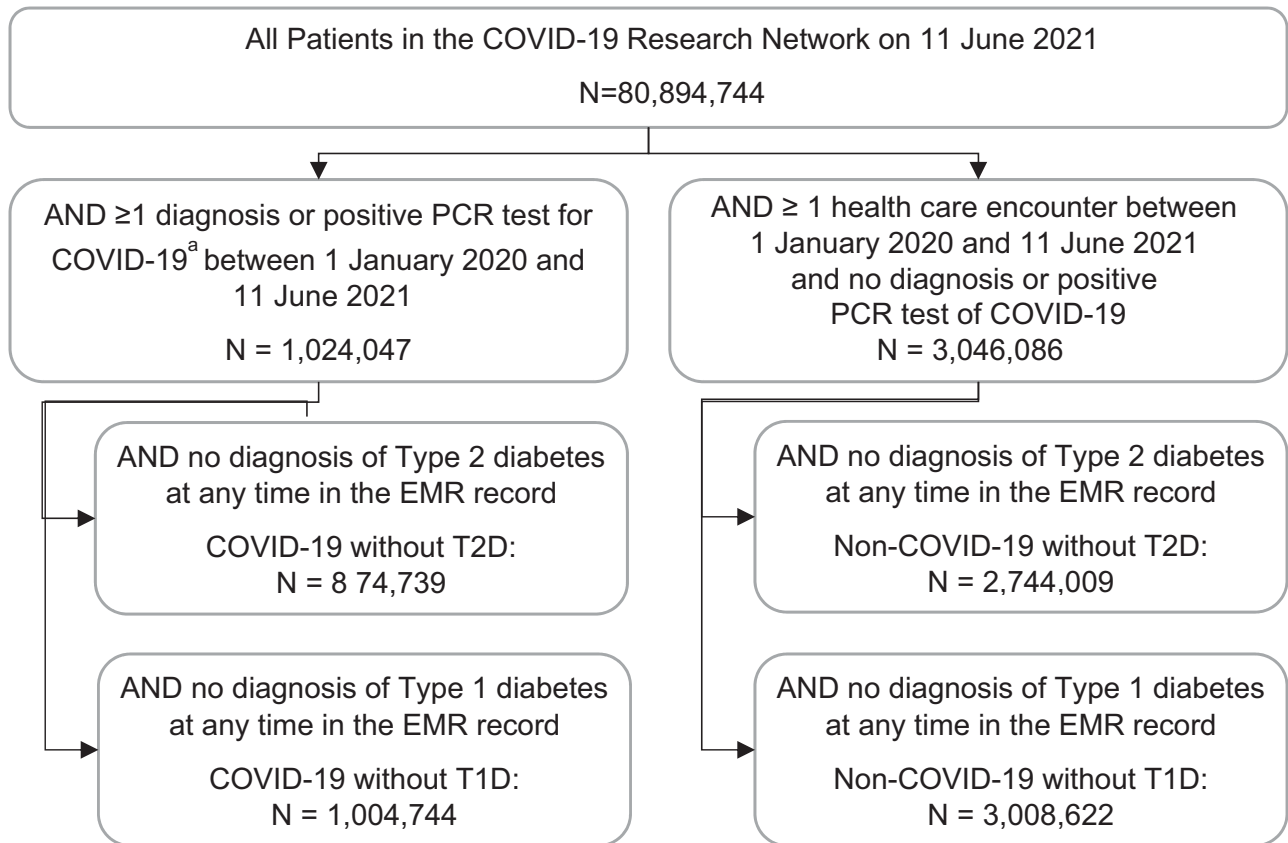 All Patients in the COVID-19 Research Network on 11 June 2021
N=80,894,744
AND ≥1 diagnosis or positive PCR test for
COVID-19a between 1 January 2020 and
11 June 2021
N = 1,024,047
AND ≥ 1 health care encounter between
1 January 2020 and 11 June 2021
and no diagnosis or positive
PCR test of COVID-19
N = 3,046,086
AND no diagnosis of Type 2 diabetes
at any time in the EMR record
COVID-19 without T2D:
N = 8 74,739
AND no diagnosis of Type 2 diabetes
at any time in the EMR record
Non-COVID-19 without T2D:
N = 2,744,009
AND no diagnosis of Type 1 diabetes
at any time in the EMR record
COVID-19 without T1D:
N = 1,004,744
AND no diagnosis of Type 1 diabetes
at any time in the EMR record
Non-COVID-19 without T1D:
N = 3,008,622